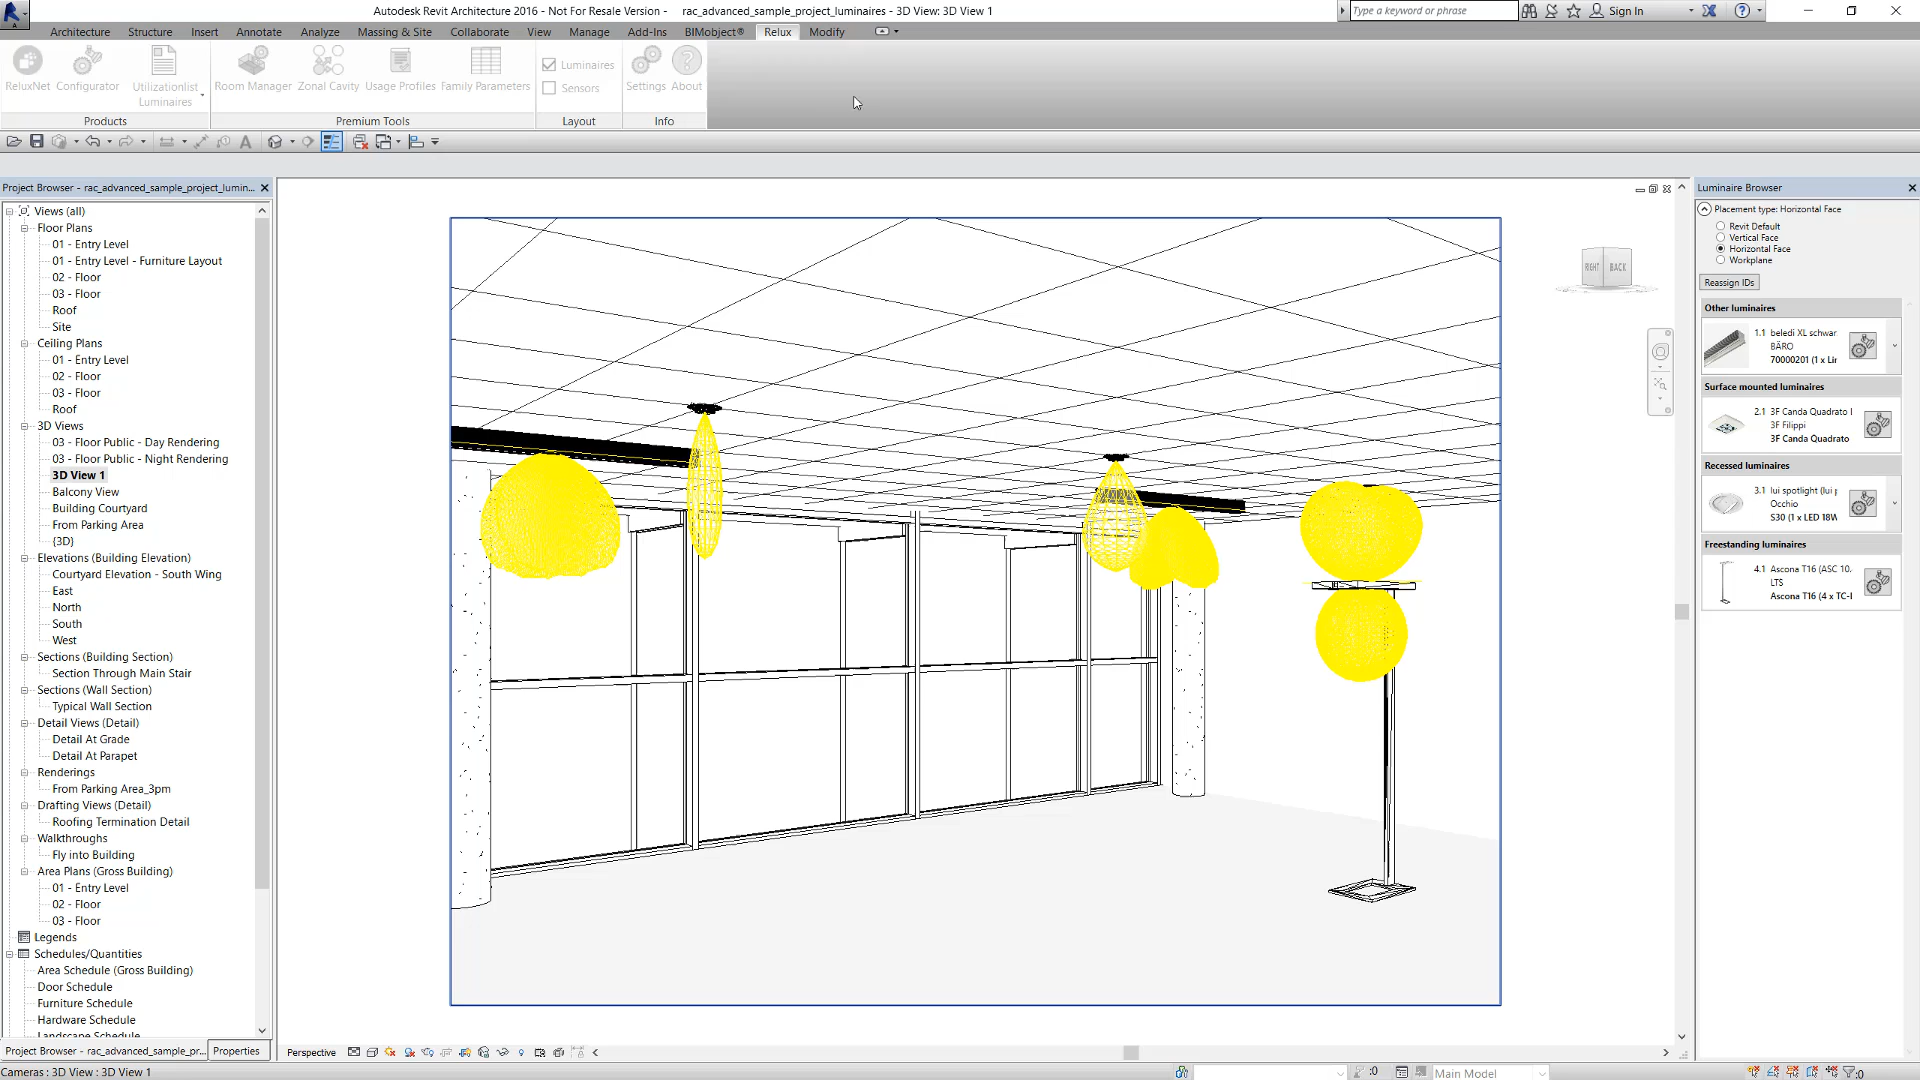 Autodesk Revit Architecture 2016 - Not For Resale Version - rac_advanced_sample_project_luminaires - 3D View: 3D View 1
Type a keyword or phrase
Sign In
Architecture Structure Insert Annotate Analyze Massing & Site Collaborate View Manage Add-Ins BIMobject® Relux Modify
ReluxNet Configurator Utilizationlist Luminaires
Room Manager Zonal Cavity Usage Profiles Family Parameters
Luminaires
Sensors
Settings About
Products Premium Tools Layout Info
Project Browser - rac_advanced_sample_project_lumin...
Views (all)
Floor Plans
01 - Entry Level
01 - Entry Level - Furniture Layout
02 - Floor
03 - Floor
Roof
Site
Ceiling Plans
01 - Entry Level
02 - Floor
03 - Floor
Roof
3D Views
03 - Floor Public - Day Rendering
03 - Floor Public - Night Rendering
3D View 1
Balcony View
Building Courtyard
From Parking Area
{3D}
Elevations (Building Elevation)
Courtyard Elevation - South Wing
East
North
South
West
Sections (Building Section)
Section Through Main Stair
Sections (Wall Section)
Typical Wall Section
Detail Views (Detail)
Detail At Grade
Detail At Parapet
Renderings
From Parking Area_3pm
Drafting Views (Detail)
Roofing Termination Detail
Walkthroughs
Fly into Building
Area Plans (Gross Building)
01 - Entry Level
02 - Floor
03 - Floor
Legends
Schedules/Quantities
Area Schedule (Gross Building)
Door Schedule
Furniture Schedule
Hardware Schedule
Landscape Schedule
Project Browser - rac_advanced_sample_pr... Properties
RIGHT BACK
Luminaire Browser
Placement type: Horizontal Face
Revit Default
Vertical Face
Horizontal Face
Workplane
Reassign IDs
Other luminaires
1.1 beledi XL schwar
BÄRO
70000201 (1 x Lir
Surface mounted luminaires
2.1 3F Canda Quadrato l
3F Filippi
3F Canda Quadrato
Recessed luminaires
3.1 lui spotlight (lui p
Occhio
S30 (1 x LED 18W
Freestanding luminaires
4.1 Ascona T16 (ASC 10.
LTS
Ascona T16 (4 x TC-l
Perspective
Cameras : 3D View : 3D View 1
:0
Main Model
:0